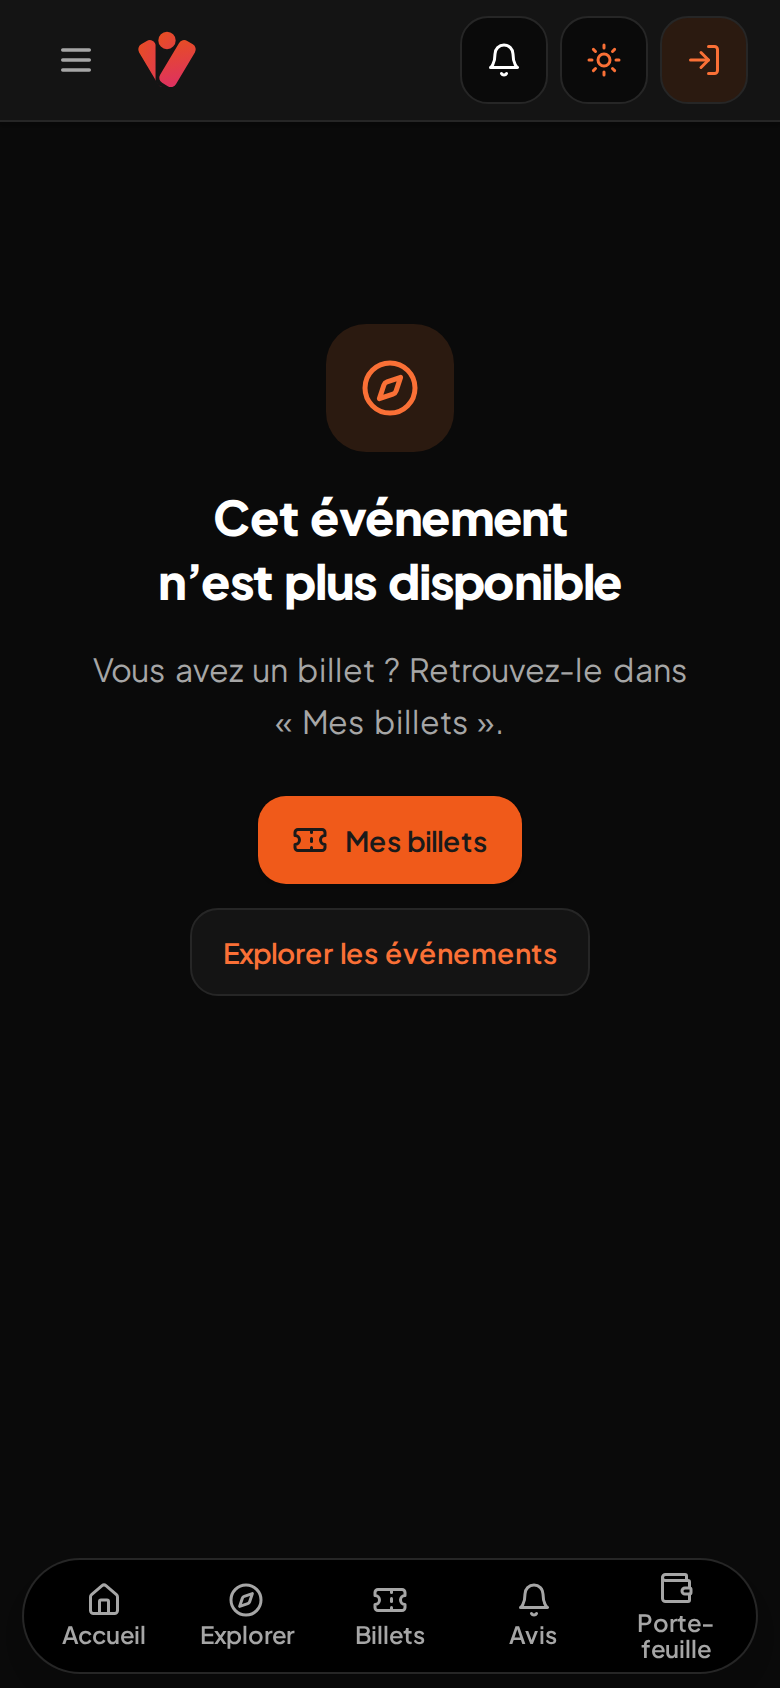 Cet événement
n’est plus disponible
Vous avez un billet ? Retrouvez-le dans
« Mes billets ».
Mes billets
Explorer les événements
Accueil
Explorer
Billets
Avis
Porte-
feuille